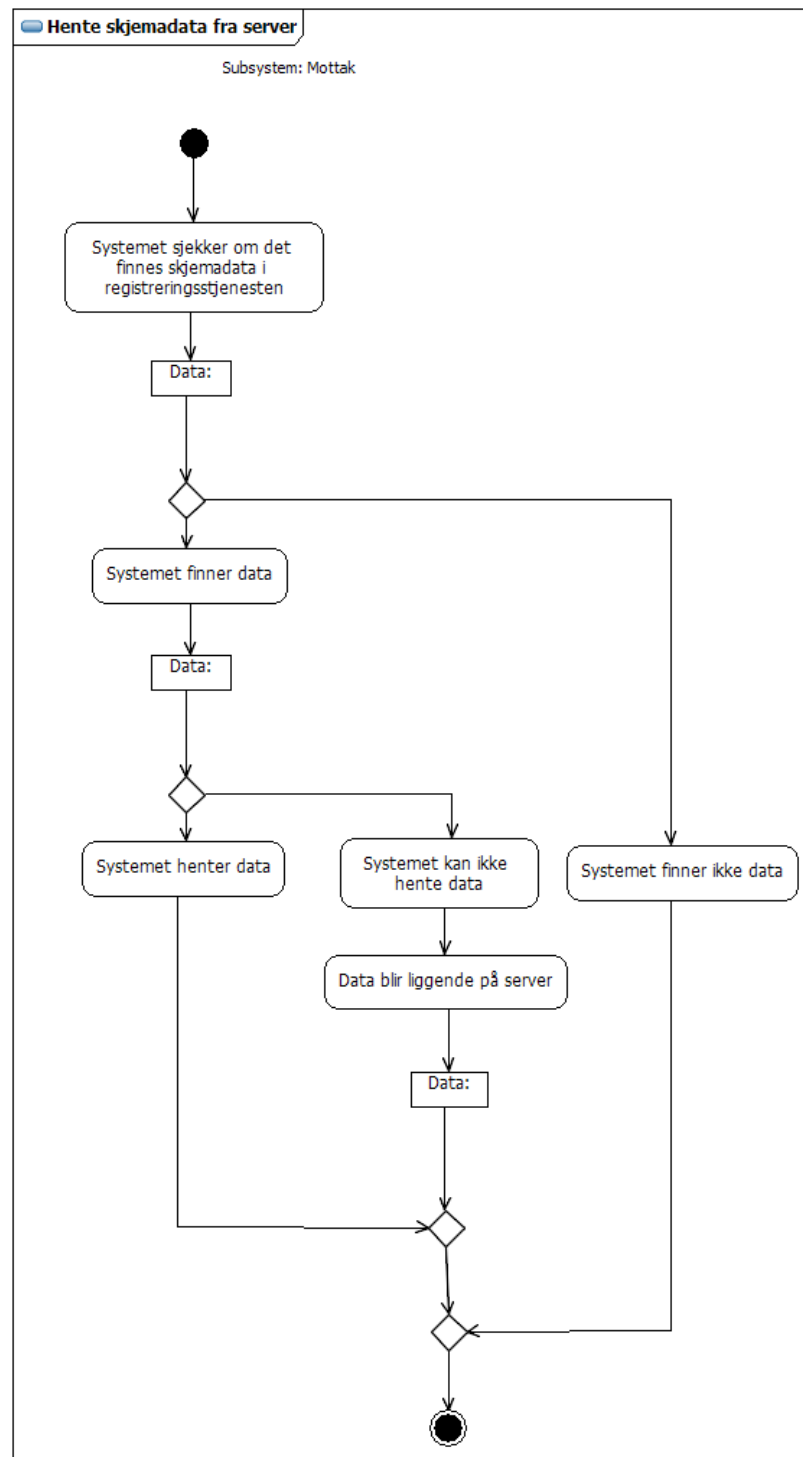 Hente skjemadata fra server
Subsystem: Mottak
Systemet sjekker om det
finnes skjemadata i
registreringsstjenesten
Data:
Systemet finner data
Data:
Systemet henter data
Systemet kan ikke
hente data
Systemet finner ikke data
Data blir liggende på server
Data: